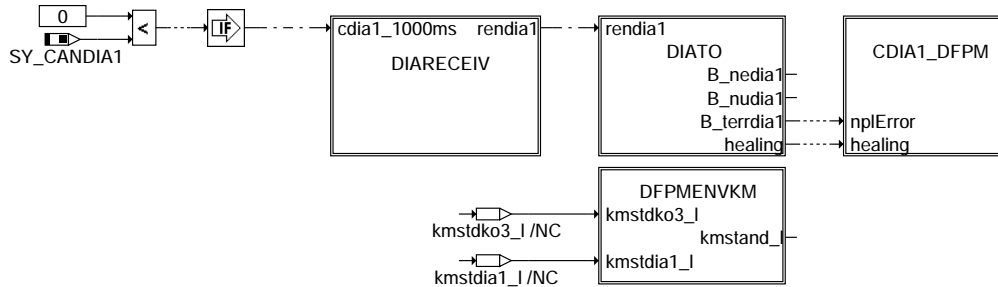 0
<
IF
SY_CANDIA1
cdia1_1000ms rendia1
DIARECEIV
rendia1
DIATO
B_nedia1
B_nudia1
B_terrdia1
healing
CDIA1_DFPM
nplError
healing
DFPMENVKM
kmstdko3_l
kmstdko3_l /NC
kmstand_l
kmstdia1_l
kmstdia1_l /NC